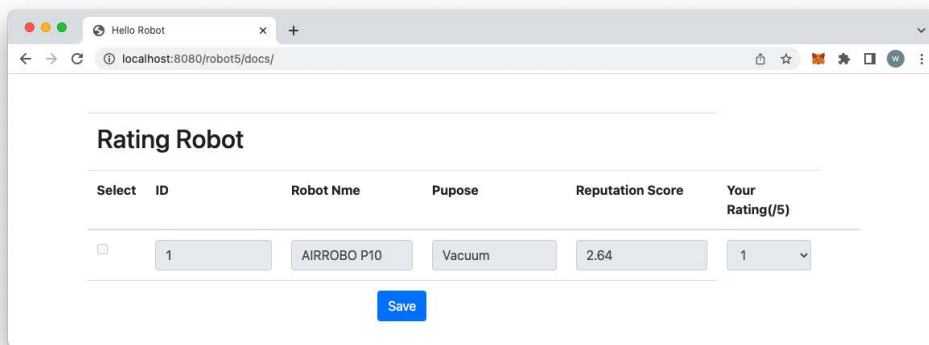 Hello Robot
localhost:8080/robot5/docs/
W
Rating Robot
Select ID Robot Nme Pupose Reputation Score Your
Rating(/5)
1 AIRROBO P10 Vacuum 2.64 1
Save